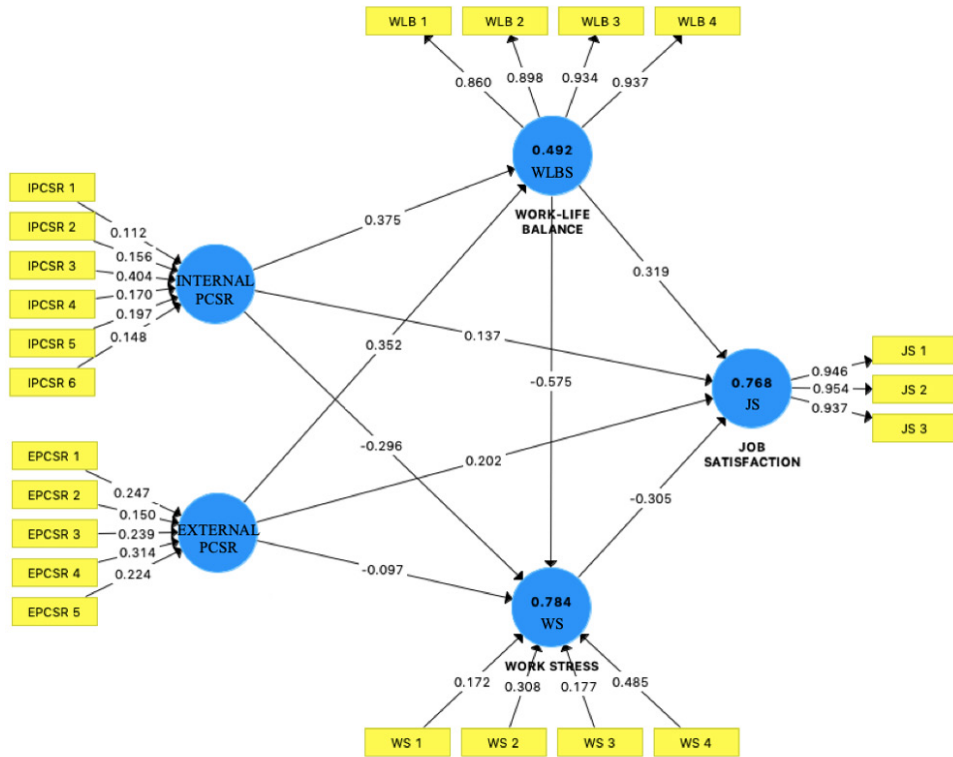 WLB 1
WLB 2
WLB 3
WLB 4
0.860
0.898
0.934
0.937
0.492
WLBS
WORK-LIFE
BALANCE
IPCSR 1
IPCSR 2
IPCSR 3
IPCSR 4
IPCSR 5
IPCSR 6
0.112
0.156
0.404
0.170
0.197
0.148
INTERNAL
PCSR
0.375
0.352
0.137
-0.296
-0.575
0.319
0.202
-0.305
-0.097
0.768
JS
JOB
SATISFACTION
0.946
0.954
0.937
JS 1
JS 2
JS 3
EPCSR 1
EPCSR 2
EPCSR 3
EPCSR 4
EPCSR 5
0.247
0.150
0.239
0.314
0.224
EXTERNAL
PCSR
0.784
WS
WORK STRESS
0.172
0.308
0.177
0.485
WS 1
WS 2
WS 3
WS 4